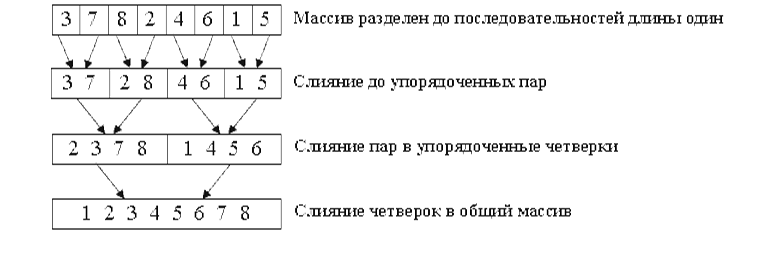 3 7 8 2 4 6 1 5 Массив разделен до последовательностей длины один
3 7 2 8 4 6 1 5 Слияние до упорядоченных пар
2 3 7 8 1 4 5 6 Слияние пар в упорядоченные четверки
1 2 3 4 5 6 7 8 Слияние четверок в общий массив